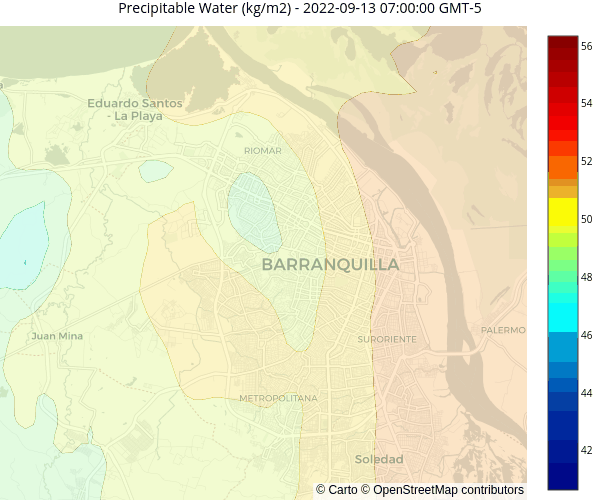 Precipitable Water (kg/m2) - 2022-09-13 07:00:00 GMT-5
Eduardo Santos
- La Playa
RIOMAR
BARRANQUILLA
Juan Mina
SURORIENTE
PALERMO
METROPOLITANA
Soledad
© Carto © OpenStreetMap contributors
56
54
52
50
48
46
44
42